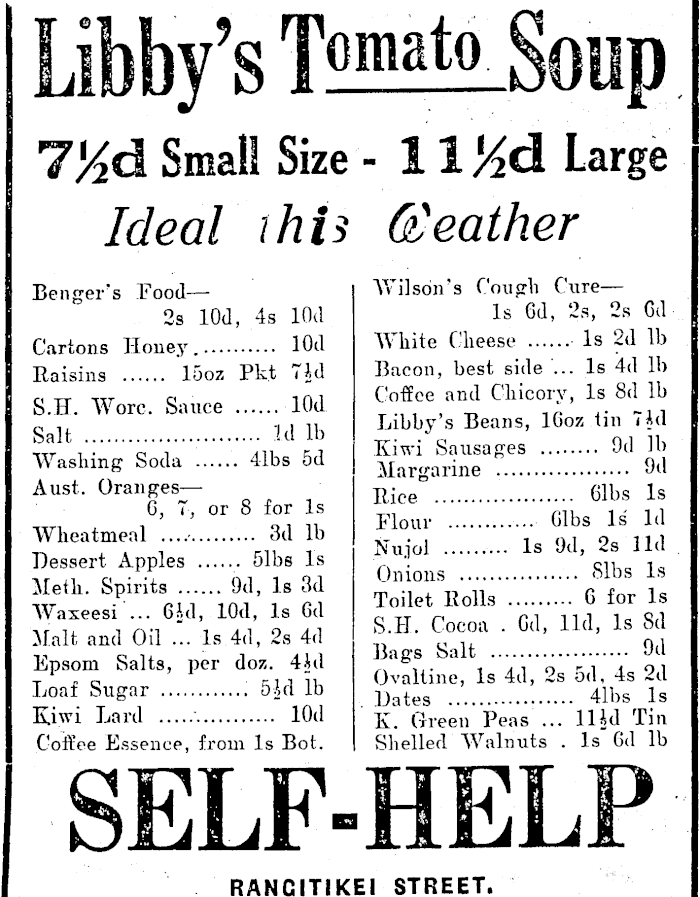 Libby's Tomato Soup
7½d Small Size - 11½d Large
Ideal this Weather
Benger's Food—
2s 10d, 4s 10d
Cartons Honey .......... 10d
Raisins ...... 15oz Pkt 7½d
S.H. Worc. Sauce ...... 10d
Salt ........................ 1d lb
Washing Soda ...... 4lbs 5d
Aust. Oranges—
6, 7, or 8 for 1s
Wheatmeal ............. 3d lb
Dessert Apples ...... 5lbs 1s
Meth. Spirits ...... 9d, 1s 3d
Waxeesi ... 6½d, 10d, 1s 6d
Malt and Oil ... 1s 4d, 2s 4d
Epsom Salts, per doz. 4½d
Loaf Sugar ............ 5½d lb
Kiwi Lard ................ 10d
Coffee Essence, from 1s Bot.
Wilson's Cough Cure—
1s 6d, 2s, 2s 6d
White Cheese ...... 1s 2d lb
Bacon, best side ... 1s 4d lb
Coffee and Chicory, 1s 8d lb
Libby's Beans, 16oz tin 7½d
Kiwi Sausages ........ 9d lb
Margarine .................. 9d
Rice ................... 6lbs 1s
Flour ............ 6lbs 1s 1d
Nujol ......... 1s 9d, 2s 11d
Onions ................ 8lbs 1s
Toilet Rolls ......... 6 for 1s
S.H. Cocoa . 6d, 11d, 1s 8d
Bags Salt ................... 9d
Ovaltine, 1s 4d, 2s 5d, 4s 2d
Dates ................. 4lbs 1s
K. Green Peas ... 11½d Tin
Shelled Walnuts . 1s 6d lb
SELF-HELP
RANGITIKEI STREET.